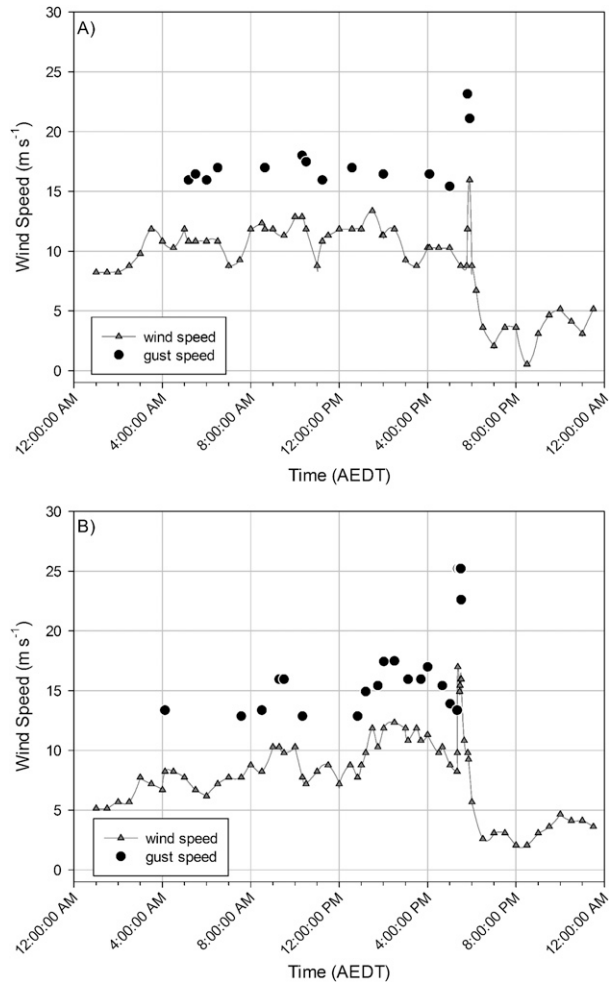 A)
30
25
20
15
10
5
0
Wind Speed (m s-1)
wind speed
gust speed
12:00:00 AM
4:00:00 AM
8:00:00 AM
12:00:00 PM
4:00:00 PM
8:00:00 PM
12:00:00 AM
Time (AEDT)
B)
30
25
20
15
10
5
0
Wind Speed (m s-1)
wind speed
gust speed
12:00:00 AM
4:00:00 AM
8:00:00 AM
12:00:00 PM
4:00:00 PM
8:00:00 PM
12:00:00 AM
Time (AEDT)